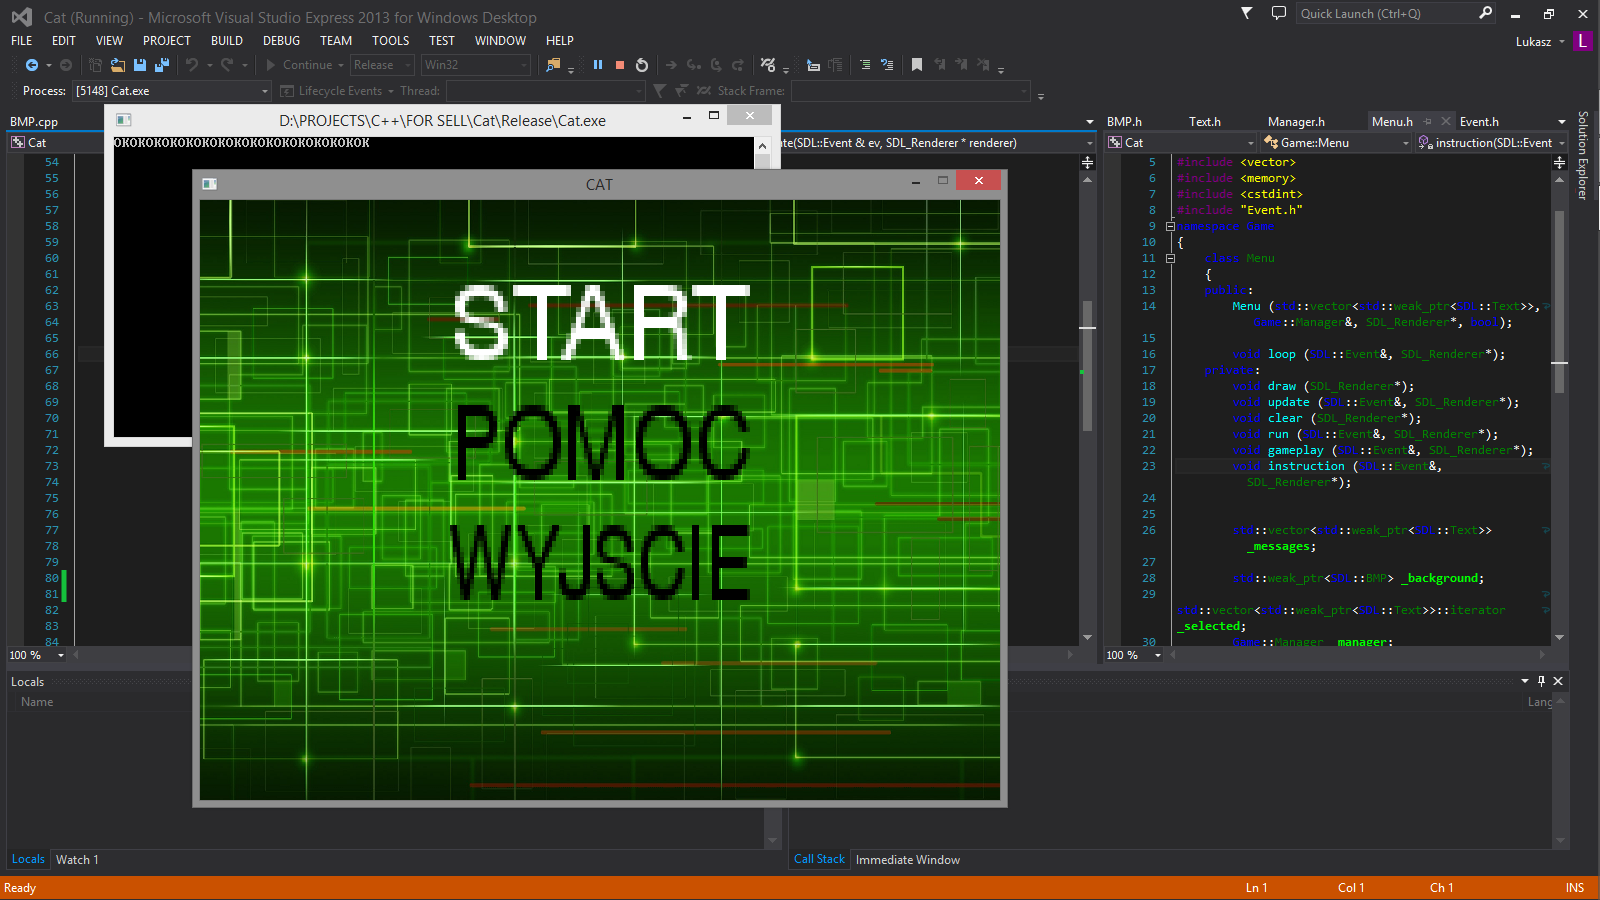 Cat (Running) - Microsoft Visual Studio Express 2013 for Windows Desktop
Quick Launch (Ctrl+Q)
FILE EDIT VIEW PROJECT BUILD DEBUG TEAM TOOLS TEST WINDOW HELP
Lukasz L
Continue Release Win32
Process: [5148] Cat.exe Lifecycle Events Thread: Stack Frame:
BMP.cpp
Cat
D:\PROJECTS\C++\FOR SELL\Cat\Release\Cat.exe
OKOKOKOKOKOKOKOKOKOKOKOKOKOKOKOK
te(SDL::Event & ev, SDL_Renderer * renderer)
54
55
56
57
58
59
60
61
62
63
64
65
66
67
68
69
70
71
72
73
74
75
76
77
78
79
80
81
82
83
84
100 %
CAT
START
POMOC
WYJSCIE
BMP.h Text.h Manager.h Menu.h Event.h
Cat Game::Menu instruction(SDL::Event
Solution Explorer
5 #include <vector>
6 #include <memory>
7 #include <cstdint>
8 #include "Event.h"
9 namespace Game
10 {
11 class Menu
12 {
13 public:
14 Menu (std::vector<std::weak_ptr<SDL::Text>>,
Game::Manager&, SDL_Renderer*, bool);
15
16 void loop (SDL::Event&, SDL_Renderer*);
17 private:
18 void draw (SDL_Renderer*);
19 void update (SDL::Event&, SDL_Renderer*);
20 void clear (SDL_Renderer*);
21 void run (SDL::Event&, SDL_Renderer*);
22 void gameplay (SDL::Event&, SDL_Renderer*);
23 void instruction (SDL::Event&,
SDL_Renderer*);
24
25
26 std::vector<std::weak_ptr<SDL::Text>>
_messages;
27
28 std::weak_ptr<SDL::BMP> _background;
29
std::vector<std::weak_ptr<SDL::Text>>::iterator
_selected;
30 Game::Manager _manager;
100 %
Locals
Name
Lang
Locals Watch 1
Call Stack Immediate Window
Ready
Ln 1 Col 1 Ch 1 INS